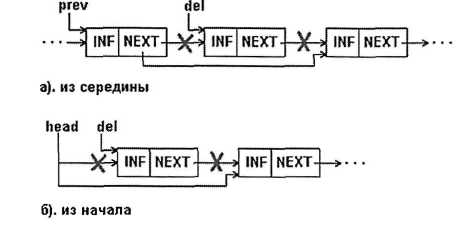 prev del
INF NEXT INF NEXT INF NEXT
а). из середины
head del
INF NEXT INF NEXT
б). из начала